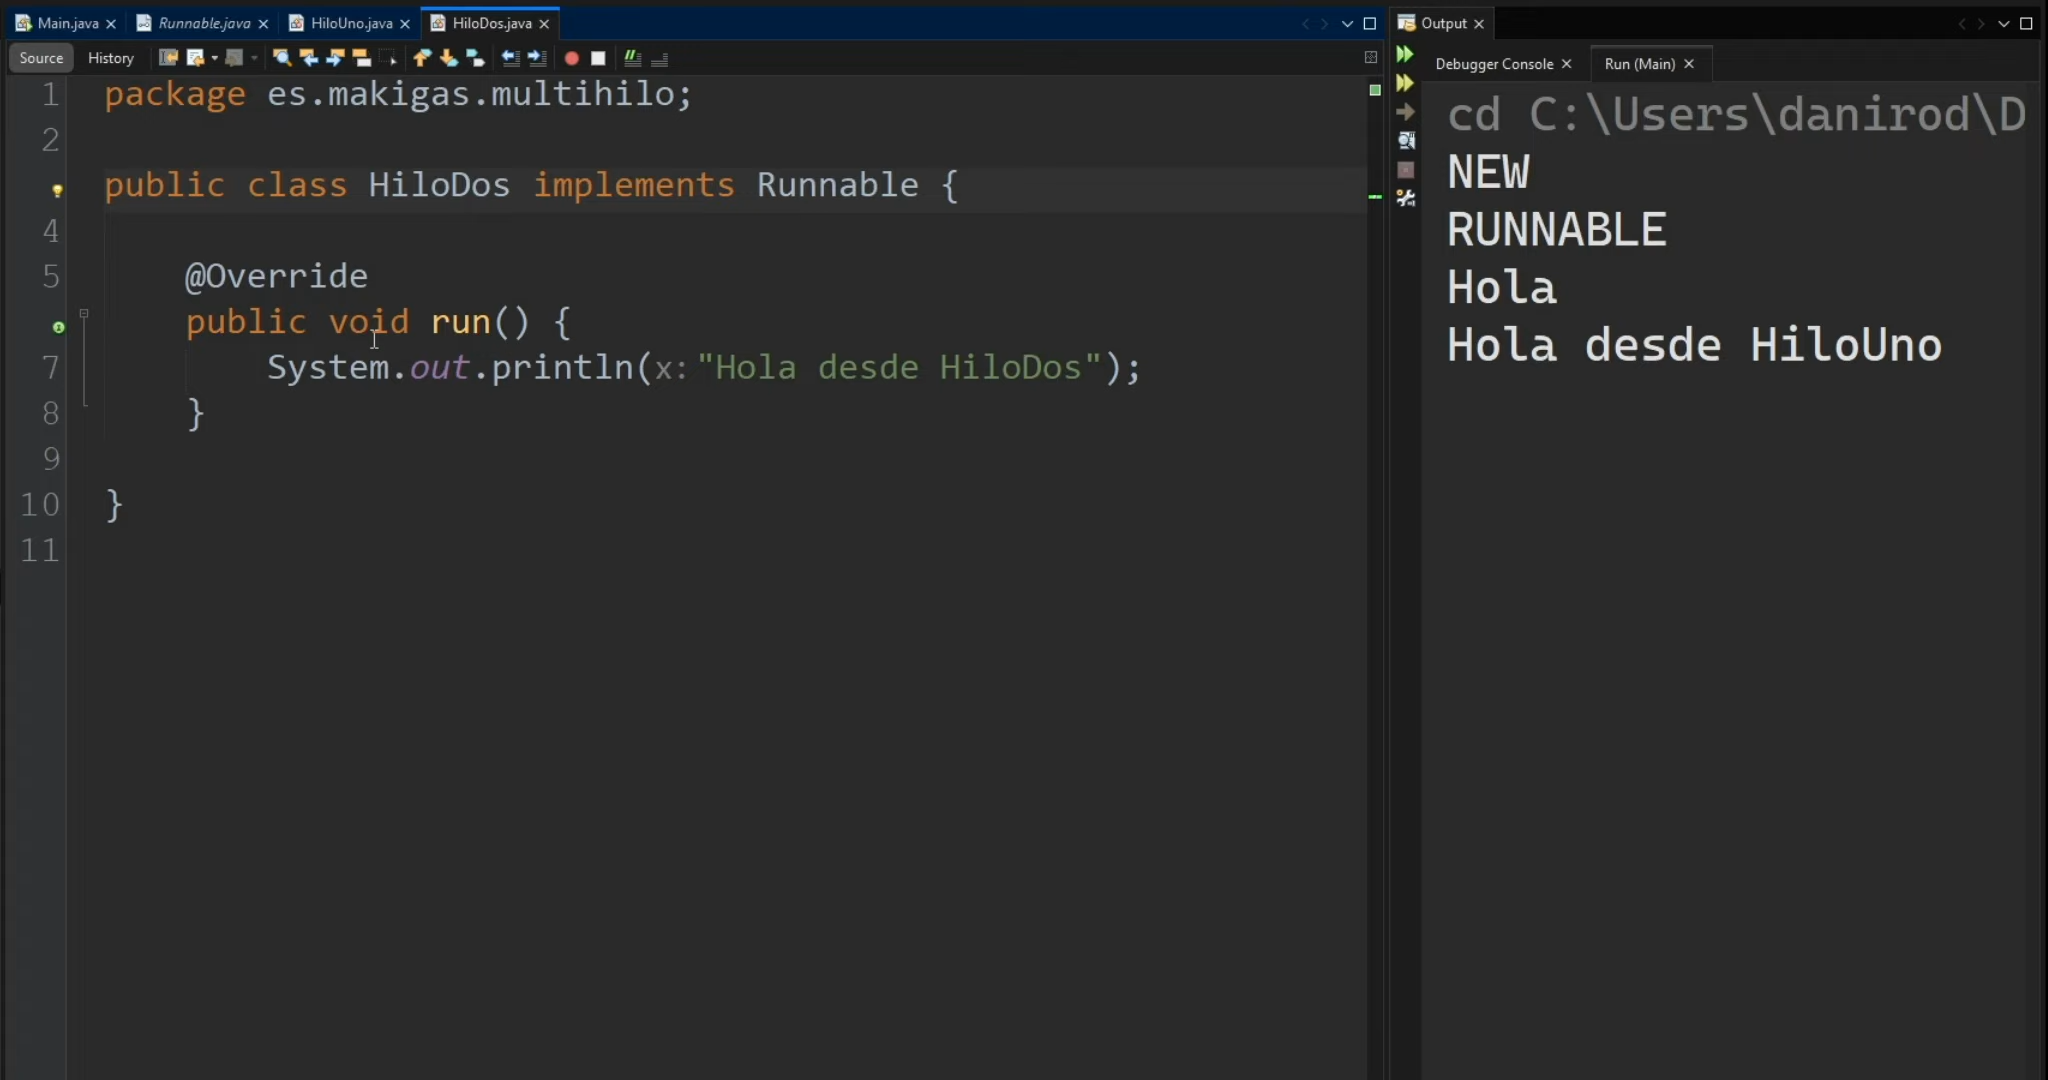 Main.java
Runnable.java
HiloUno.java
HiloDos.java
Source
History
1
package es.makigas.multihilo;
2
public class HiloDos implements Runnable {
4
5
@Override
public void run() {
7
System.out.println(x:"Hola desde HiloDos");
8
}
9
10
}
11
Output
Debugger Console
Run (Main)
cd C:\Users\danirod\D
NEW
RUNNABLE
Hola
Hola desde HiloUno